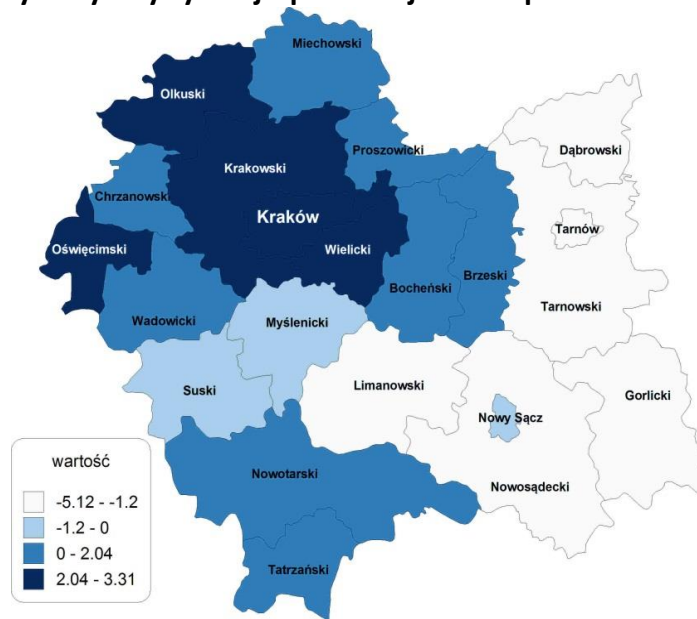 Miechowski
Olkuski
Proszowicki
Dąbrowski
Krakowski
Chrzanowski
Kraków
Tarnów
Oświęcimski
Wielicki
Brzeski
Bocheński
Tarnowski
Wadowicki
Myślenicki
Limanowski
Suski
Gorlicki
Nowy Sącz
wartość
Nowotarski
Nowosądecki
-5.12 - -1.2
-1.2 - 0
0 - 2.04
2.04 - 3.31
Tatrzański